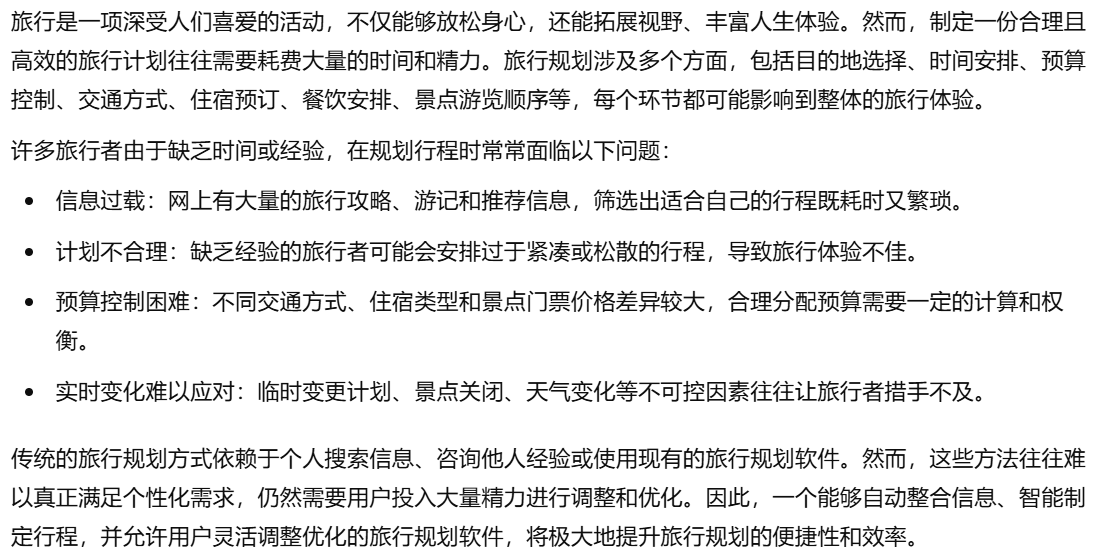 旅行是一项深受人们喜爱的活动，不仅能够放松身心，还能拓展视野、丰富人生体验。然而，制定一份合理且
高效的旅行计划往往需要耗费大量的时间和精力。旅行规划涉及多个方面，包括目的地选择、时间安排、预算
控制、交通方式、住宿预订、餐饮安排、景点游览顺序等，每个环节都可能影响到整体的旅行体验。
许多旅行者由于缺乏时间或经验，在规划行程时常常面临以下问题：
• 信息过载：网上有大量的旅行攻略、游记和推荐信息，筛选出适合自己的行程既耗时又繁琐。
• 计划不合理：缺乏经验的旅行者可能会安排过于紧凑或松散的行程，导致旅行体验不佳。
• 预算控制困难：不同交通方式、住宿类型和景点门票价格差异较大，合理分配预算需要一定的计算和权
衡。
• 实时变化难以应对：临时变更计划、景点关闭、天气变化等不可控因素往往让旅行者措手不及。
传统的旅行规划方式依赖于个人搜索信息、咨询他人经验或使用现有的旅行规划软件。然而，这些方法往往难
以真正满足个性化需求，仍然需要用户投入大量精力进行调整和优化。因此，一个能够自动整合信息、智能制
定行程，并允许用户灵活调整优化的旅行规划软件，将极大地提升旅行规划的便捷性和效率。